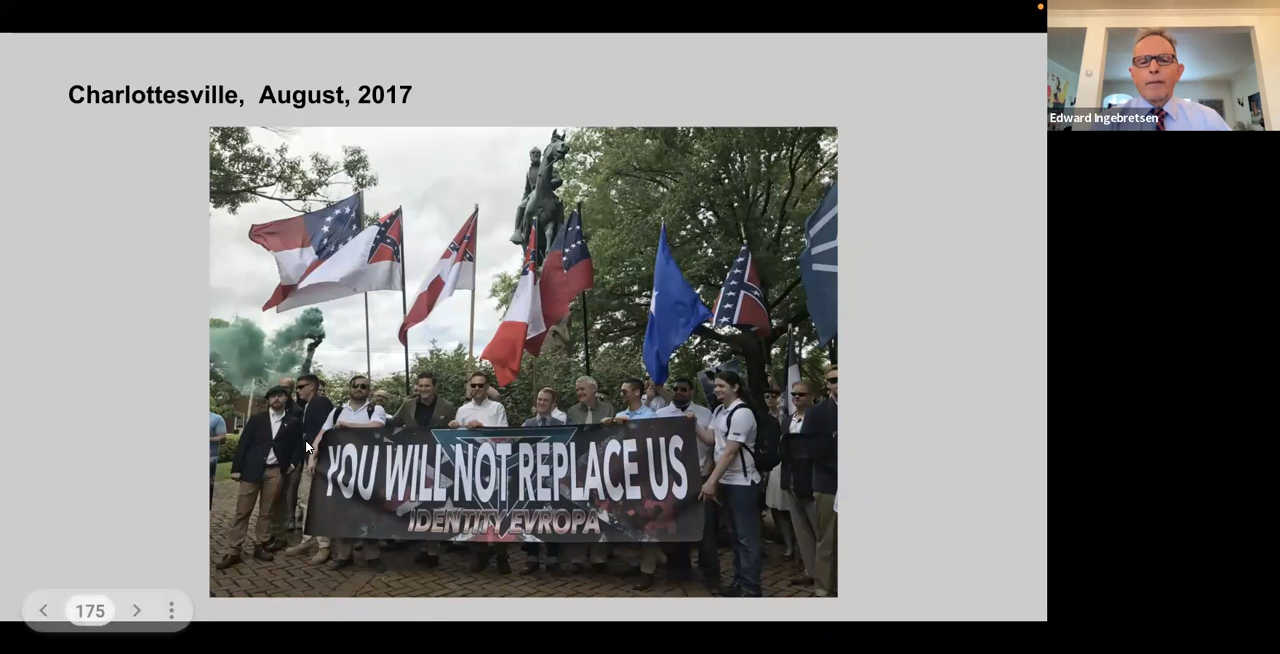 Charlottesville, August, 2017
Edward Ingebretsen
YOU WILL NOT REPLACE US
IDENTITY EVROPA
175